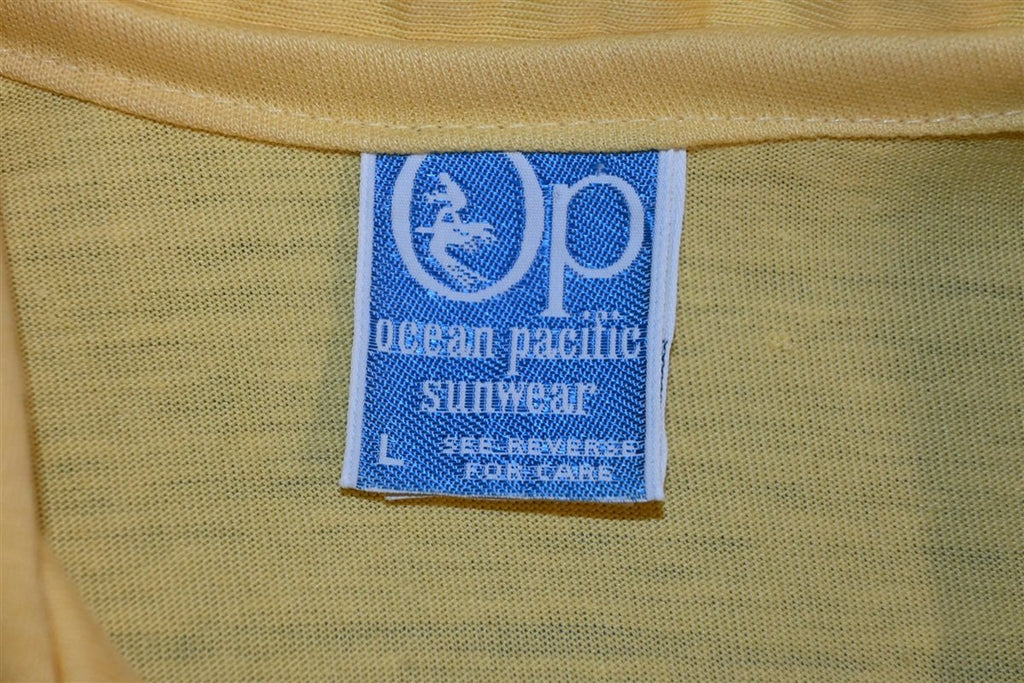 Op
ocean pacific
sunwear
L SEE REVERSE
FOR CARE